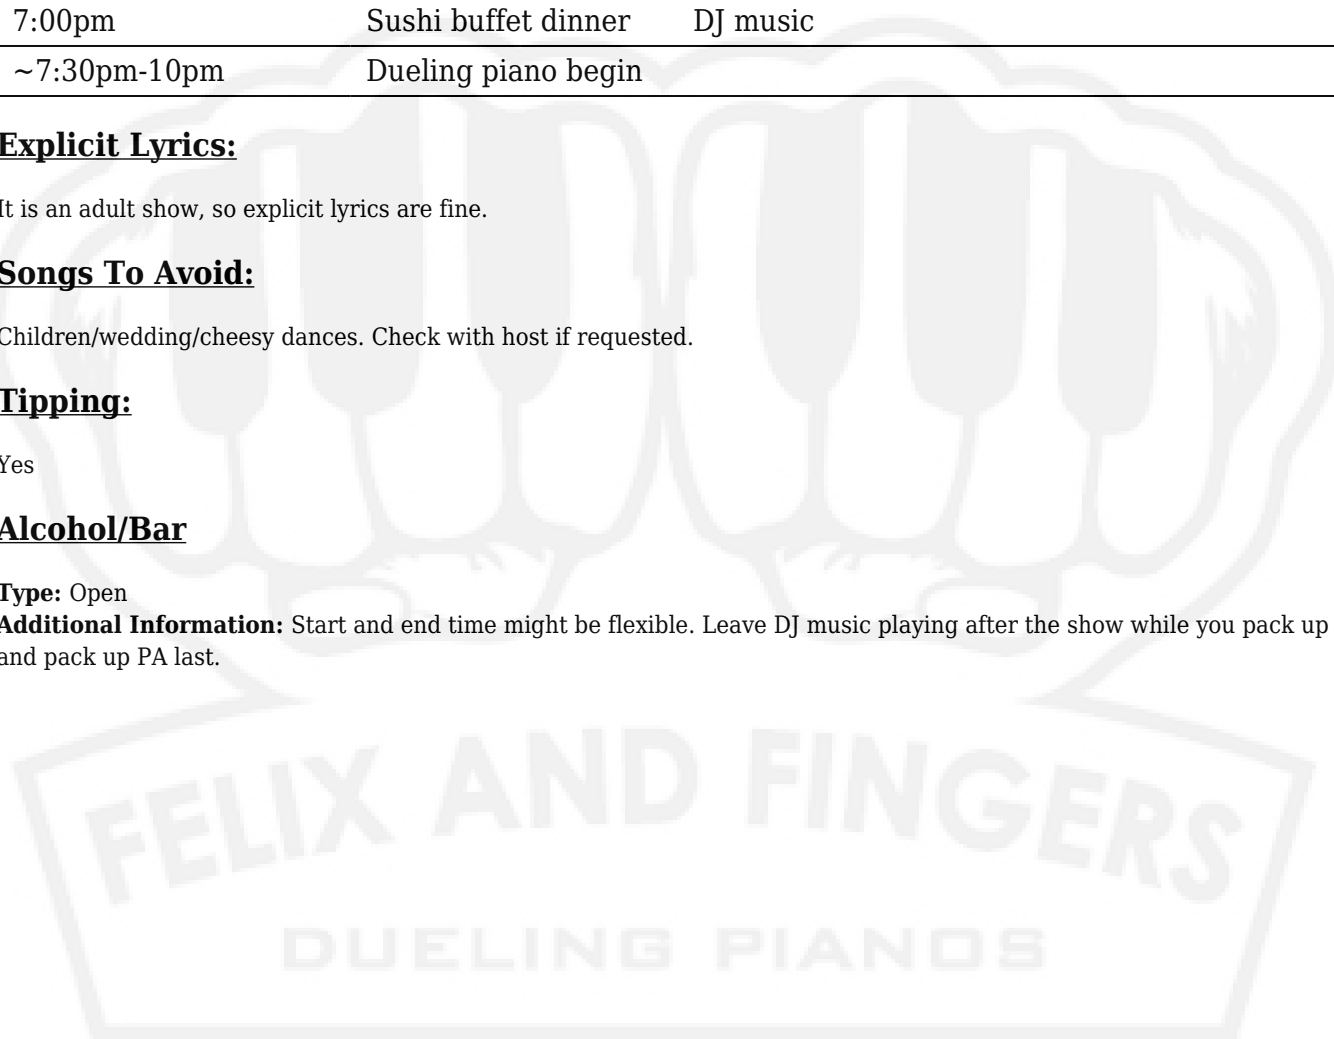 7:00pm Sushi buffet dinner DJ music
~7:30pm-10pm Dueling piano begin
Explicit Lyrics:
It is an adult show, so explicit lyrics are fine.
Songs To Avoid:
Children/wedding/cheesy dances. Check with host if requested.
Tipping:
Yes
Alcohol/Bar
Type: Open
Additional Information: Start and end time might be flexible. Leave DJ music playing after the show while you pack up
and pack up PA last.
FELIX AND FINGERS
DUELING PIANOS